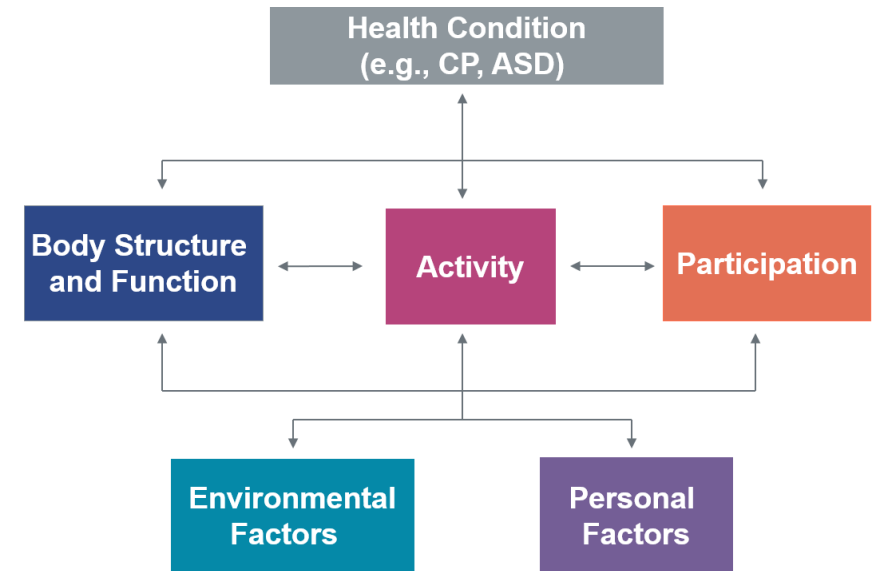 Health Condition
(e.g., CP, ASD)
Body Structure
and Function
Activity
Participation
Environmental
Factors
Personal
Factors